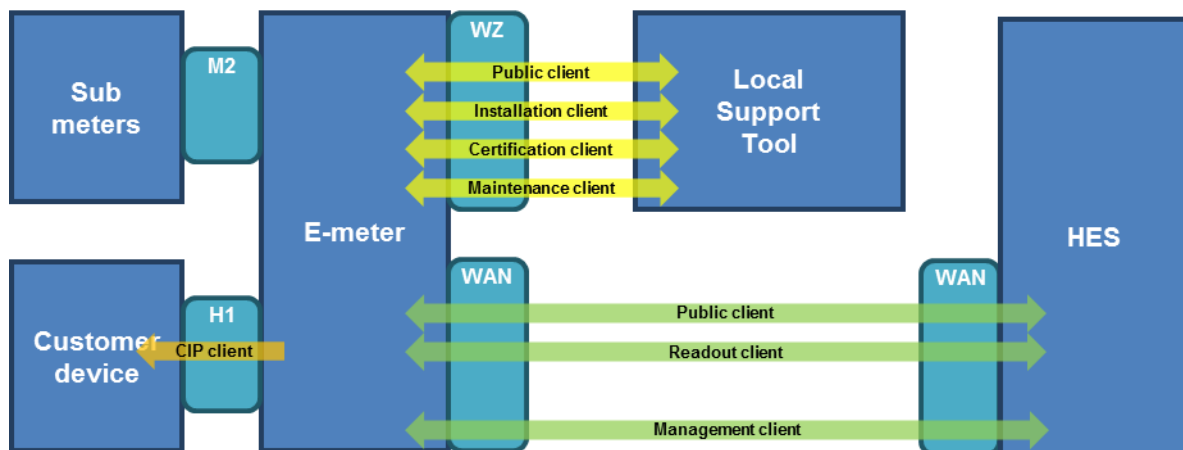 WZ
M2
Public client
Sub
meters
Local
Support
Tool
Installation client
Certification client
Maintenance client
E-meter
HES
WAN
WAN
H1
Public client
Customer
device
CIP client
Readout client
Management client